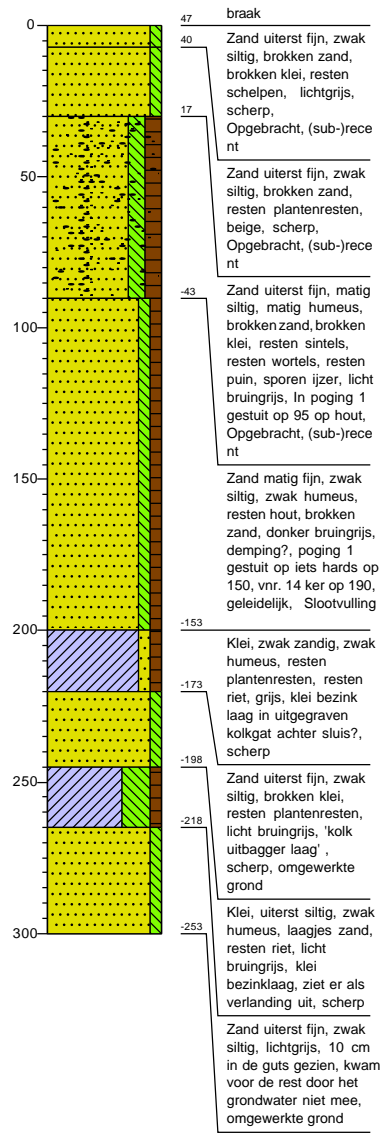 braak
0
47
40
Zand uiterst fijn, zwak
siltig, brokken zand,
brokken klei, resten
schelpen, lichtgrijs,
scherp,
Opgebracht, (sub-)rece
nt
17
Zand uiterst fijn, zwak
siltig, brokken zand,
resten plantenresten,
beige, scherp,
Opgebracht, (sub-)rece
nt
50
-43
Zand uiterst fijn, matig
siltig, matig humeus,
brokken zand, brokken
klei, resten sintels,
resten wortels, resten
puin, sporen ijzer, licht
bruingrijs, In poging 1
gestuit op 95 op hout,
Opgebracht, (sub-)rece
nt
100
150
Zand matig fijn, zwak
siltig, zwak humeus,
resten hout, brokken
zand, donker bruingrijs,
demping?, poging 1
gestuit op iets hards op
150, vnr. 14 ker op 190,
geleidelijk, Slootvulling
200
-153
Klei, zwak zandig, zwak
humeus, resten
plantenresten, resten
riet, grijs, klei bezink
laag in uitgegraven
kolkgat achter sluis?,
scherp
-173
250
-198
Zand uiterst fijn, zwak
siltig, brokken klei,
resten plantenresten,
licht bruingrijs, 'kolk
uitbagger laag' ,
scherp, omgewerkte
grond
-218
Klei, uiterst siltig, zwak
humeus, laagjes zand,
resten riet, licht
bruingrijs, klei
bezinklaag, ziet er als
verlanding uit, scherp
300
-253
Zand uiterst fijn, zwak
siltig, lichtgrijs, 10 cm
in de guts gezien, kwam
voor de rest door het
grondwater niet mee,
omgewerkte grond